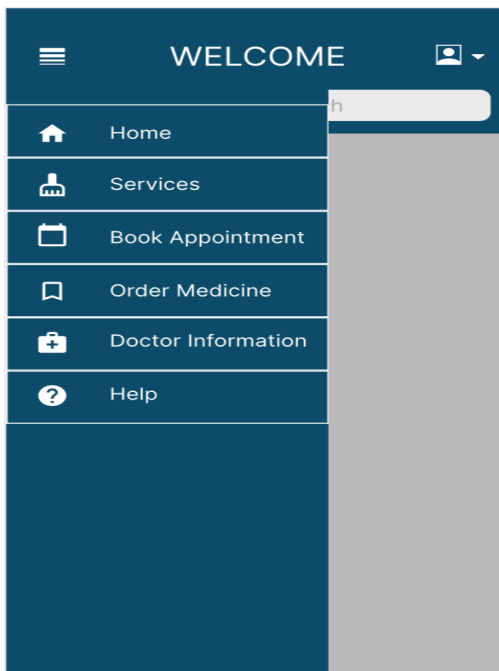 WELCOME
h
Home
Services
Book Appointment
Order Medicine
Doctor Information
Help